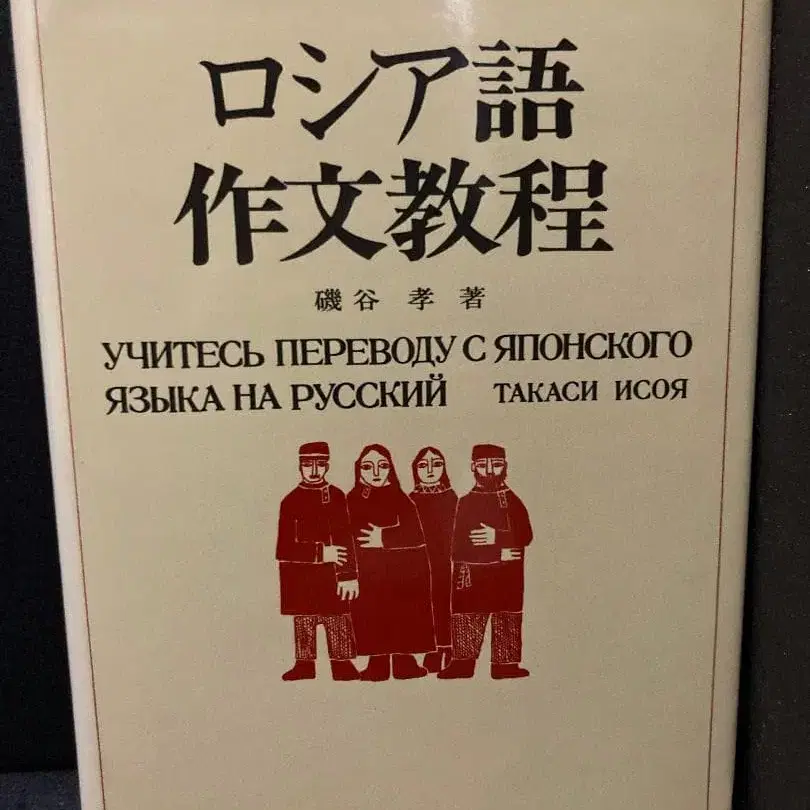 ロシア語
作文教程
磯谷 孝 著
УЧИТЕСЬ ПЕРЕВОДУ С ЯПОНСКОГО
ЯЗЫКА НА РУССКИЙ ТАКАСИ ИСОЯ